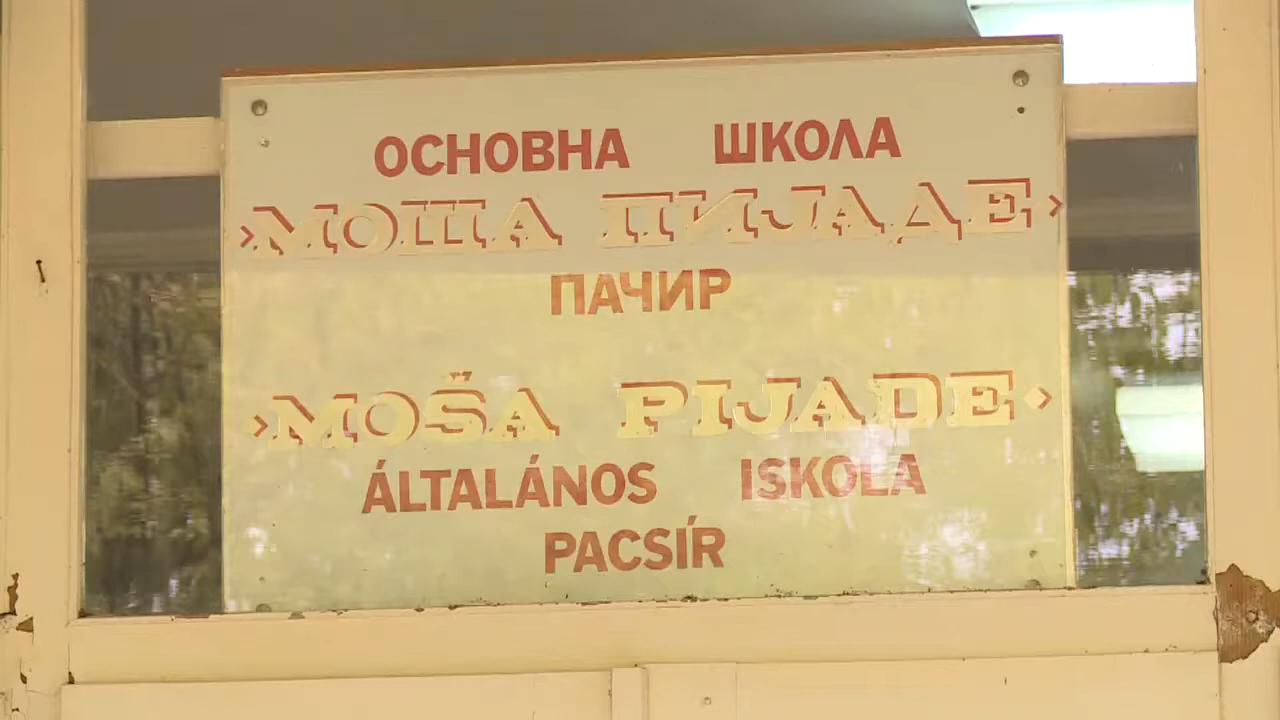 ОСНОВНА ШКОЛА
›МОША ПИЈАДЕ›
ПАЧИР
›MOŠA PIJADE›
ÁLTALÁNOS ISKOLA
PACSÍR